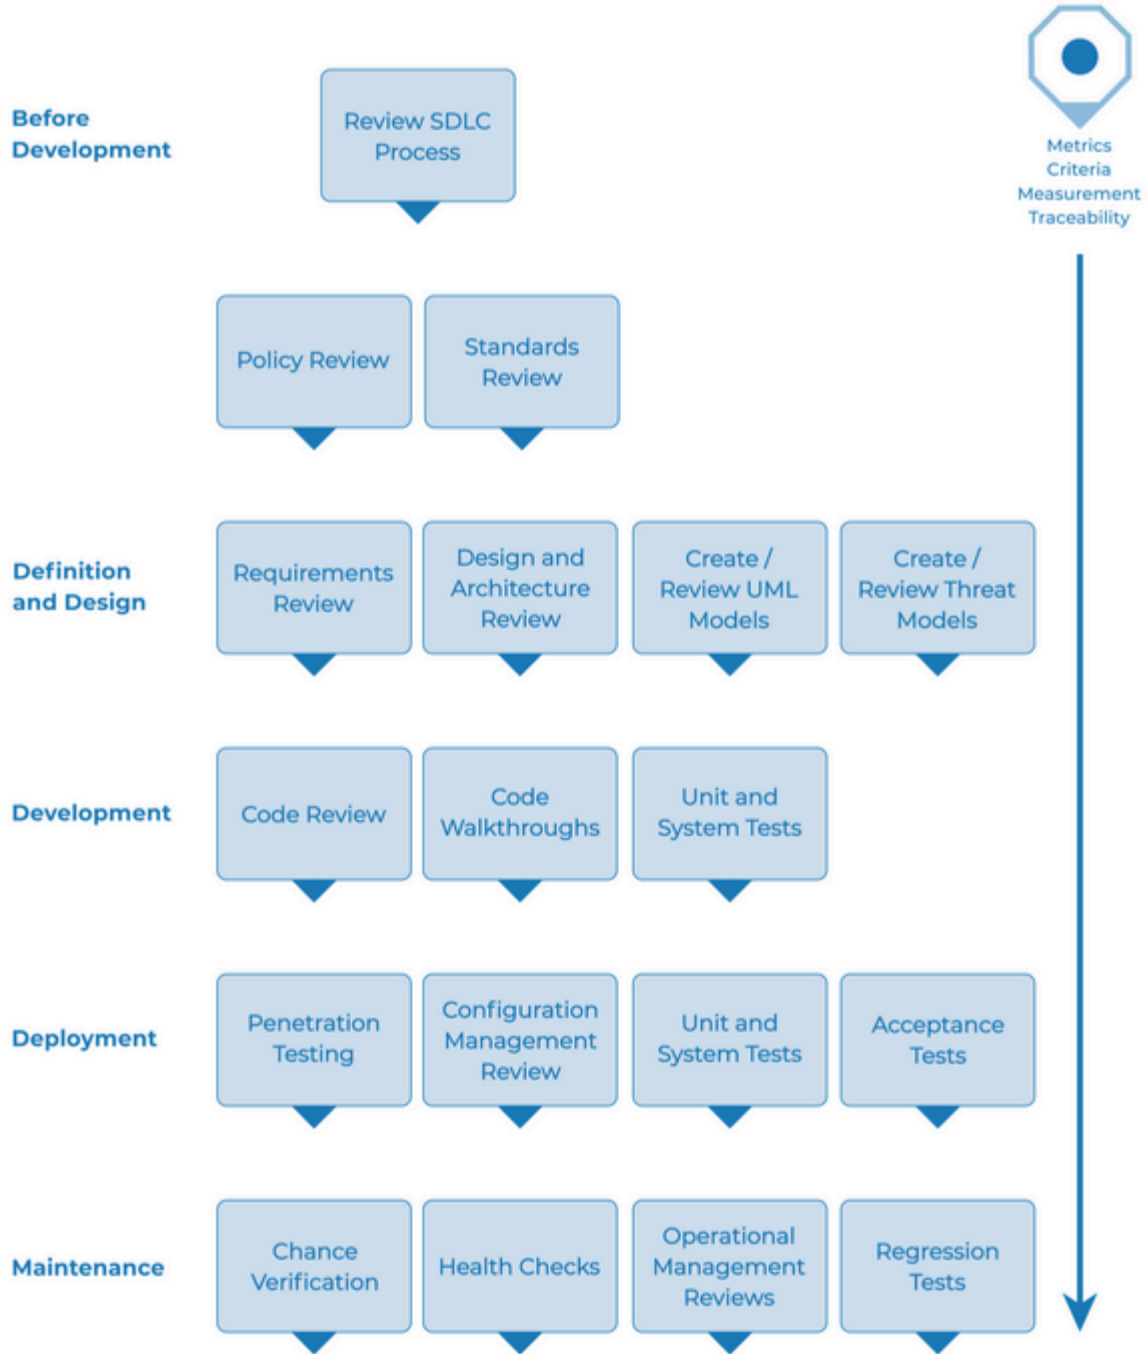 Before
Development
Review SDLC
Process
Metrics
Criteria
Measurement
Traceability
Policy Review
Standards
Review
Definition
and Design
Requirements
Review
Design and
Architecture
Review
Create /
Review UML
Models
Create /
Review Threat
Models
Development
Code Review
Code
Walkthroughs
Unit and
System Tests
Deployment
Penetration
Testing
Configuration
Management
Review
Unit and
System Tests
Acceptance
Tests
Maintenance
Chance
Verification
Health Checks
Operational
Management
Reviews
Regression
Tests